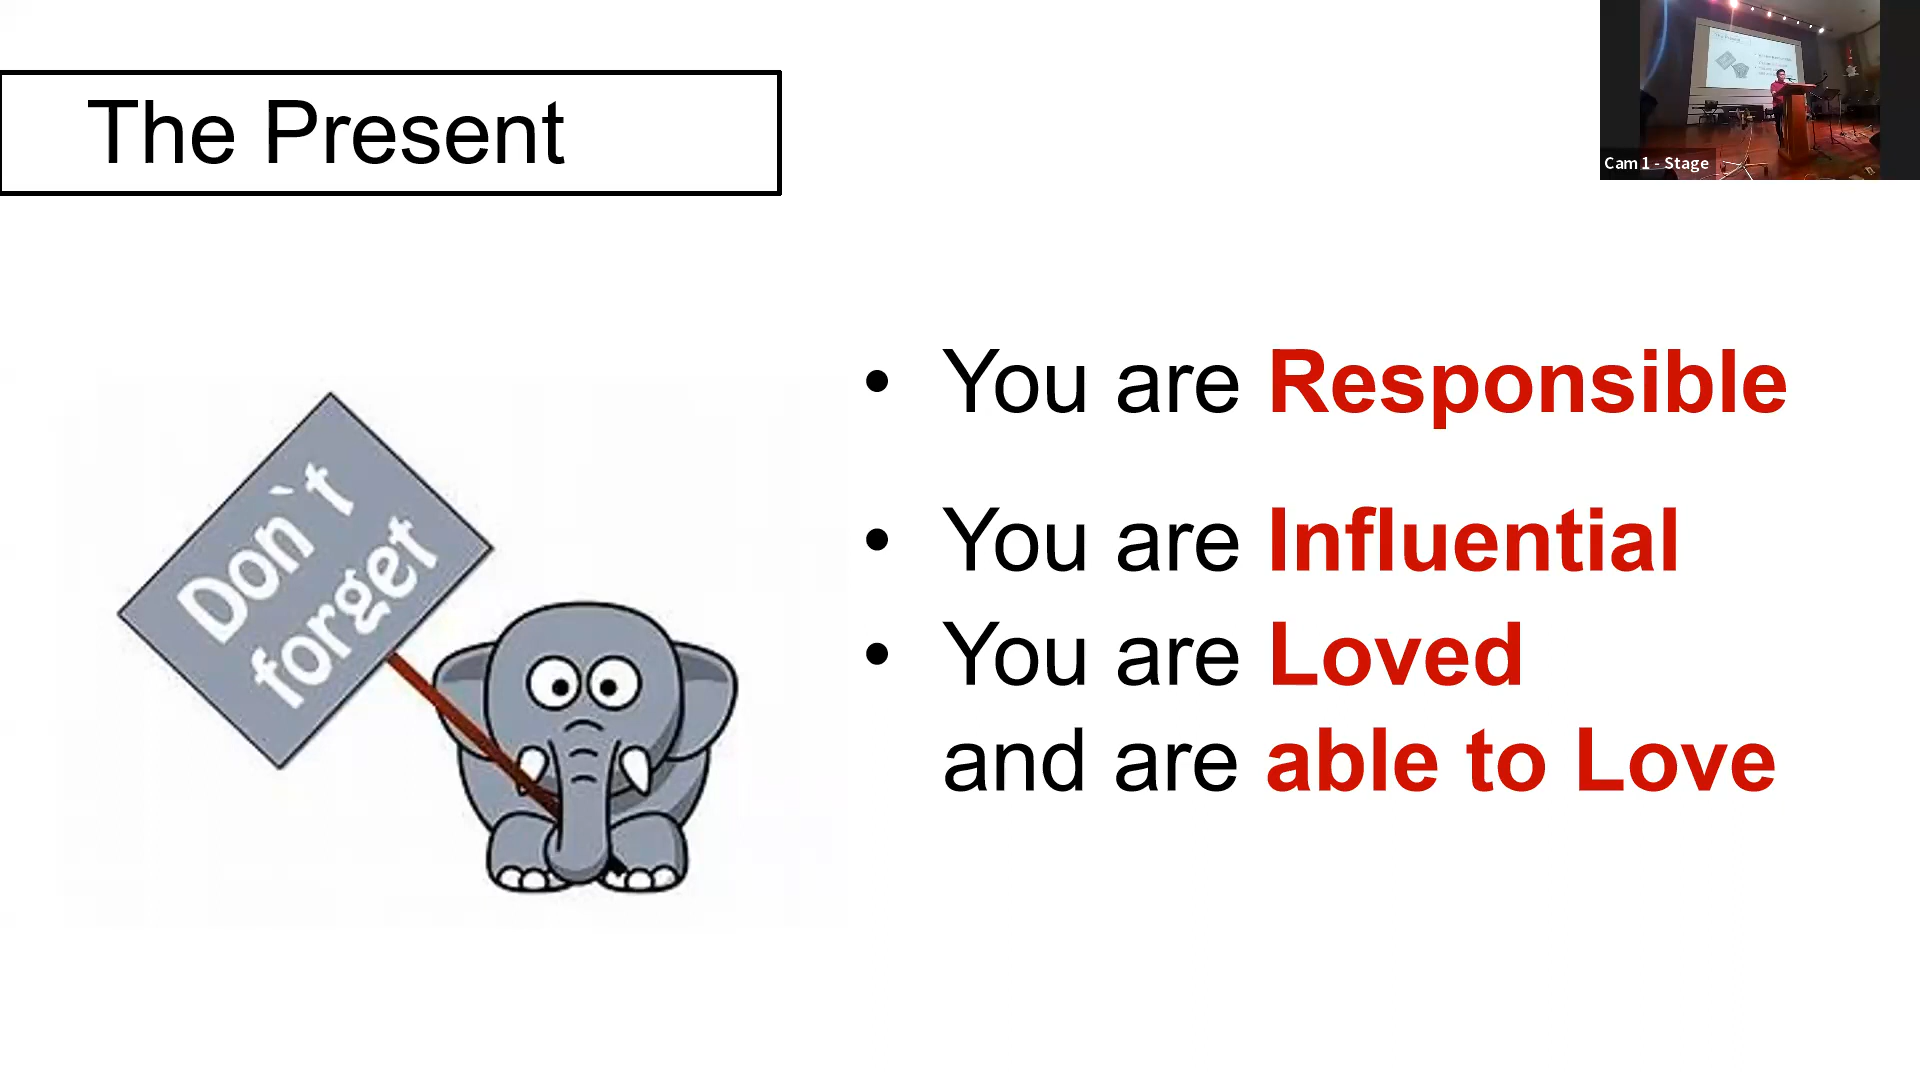 The Present
Cam 1 - Stage
• You are Responsible
• You are Influential
• You are Loved
and are able to Love
Don`t
forget